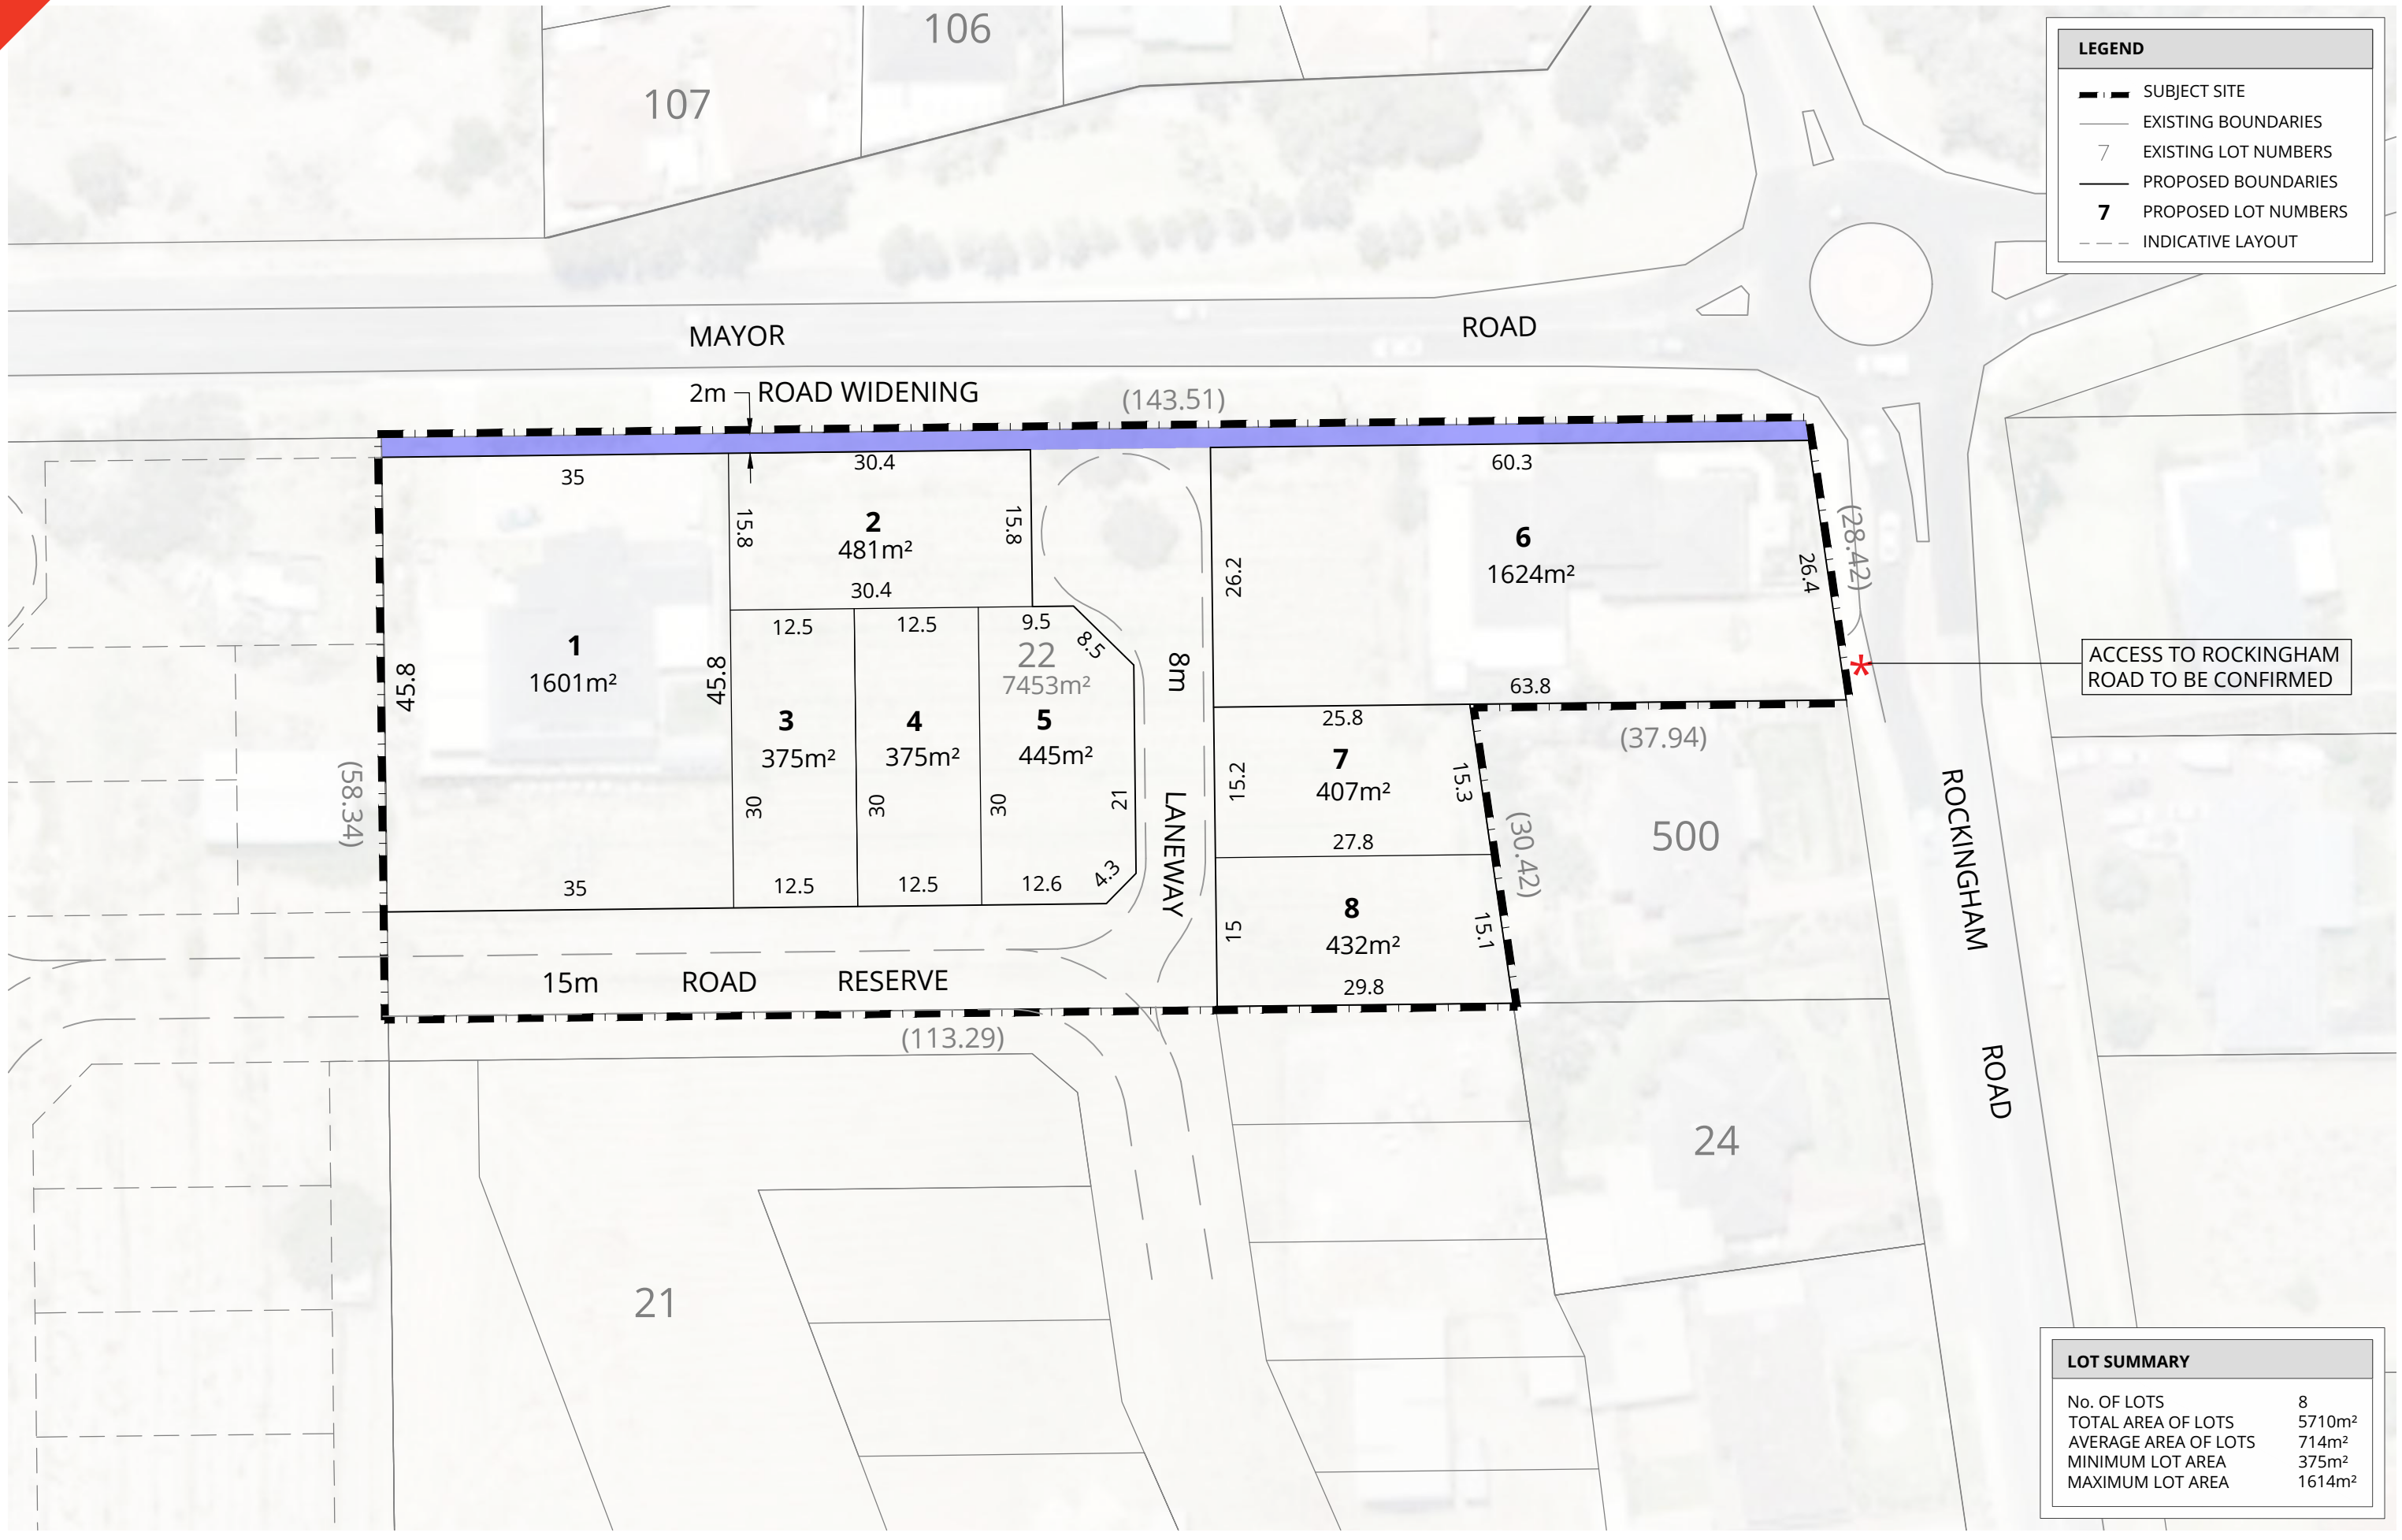 106
107
LEGEND
SUBJECT SITE
EXISTING BOUNDARIES
7 EXISTING LOT NUMBERS
PROPOSED BOUNDARIES
7 PROPOSED LOT NUMBERS
INDICATIVE LAYOUT
MAYOR ROAD
2m ROAD WIDENING
(143.51)
35
30.4
60.3
15.8
2
481m²
15.8
30.4
26.2
6
1624m²
26.4
(28.42)
1
1601m²
45.8
45.8
12.5
12.5
9.5
8.5
22
7453m²
8m
LANEWAY
63.8
ACCESS TO ROCKINGHAM
ROAD TO BE CONFIRMED
*
3
375m²
4
375m²
5
445m²
30
30
30
21
25.8
7
407m²
15.2
15.3
27.8
(37.94)
500
(30.42)
(58.34)
35
12.5
12.5
12.6
4.3
8
432m²
15
15.1
29.8
ROCKINGHAM
ROAD
15m ROAD RESERVE
(113.29)
24
21
LOT SUMMARY
No. OF LOTS 8
TOTAL AREA OF LOTS 5710m²
AVERAGE AREA OF LOTS 714m²
MINIMUM LOT AREA 375m²
MAXIMUM LOT AREA 1614m²